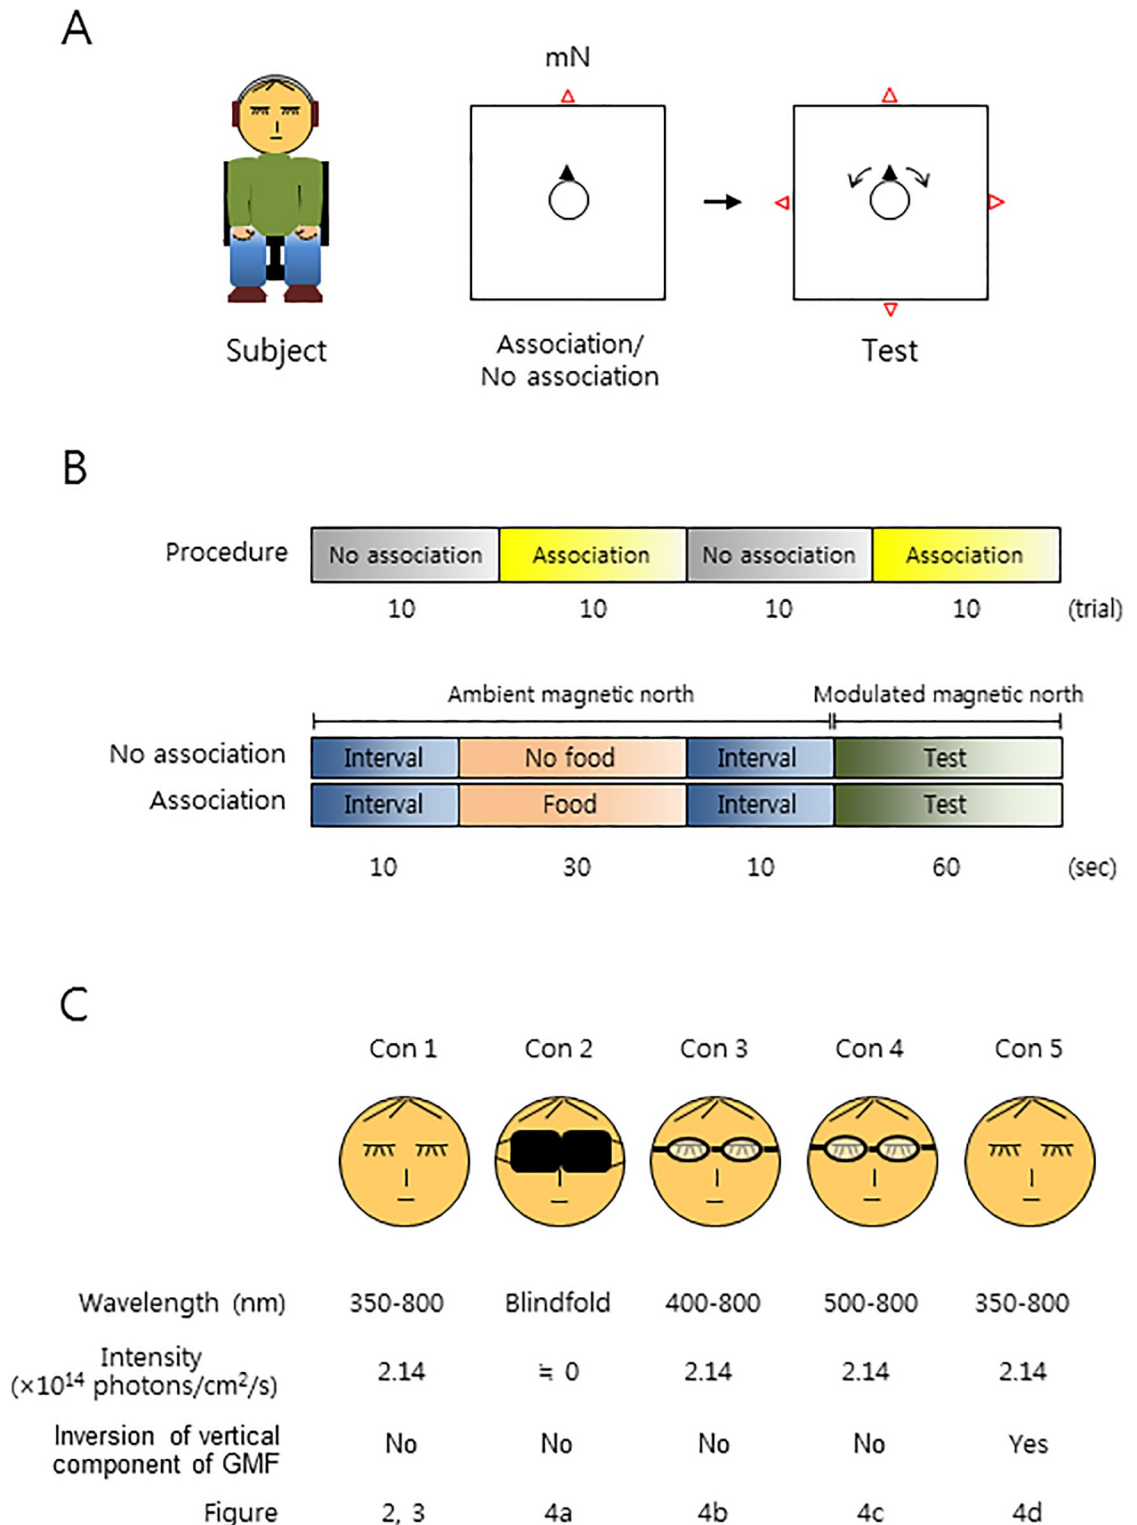 A
mN
Subject
Association/
No association
Test
B
Procedure
No association Association No association Association
10 10 10 10 (trial)
Ambient magnetic north Modulated magnetic north
No association Interval No food Interval Test
Association Interval Food Interval Test
10 30 10 60 (sec)
C
Con 1 Con 2 Con 3 Con 4 Con 5
Wavelength (nm) 350-800 Blindfold 400-800 500-800 350-800
Intensity
(×10¹⁴ photons/cm²/s) 2.14 ≒ 0 2.14 2.14 2.14
Inversion of vertical
component of GMF No No No No Yes
Figure 2, 3 4a 4b 4c 4d